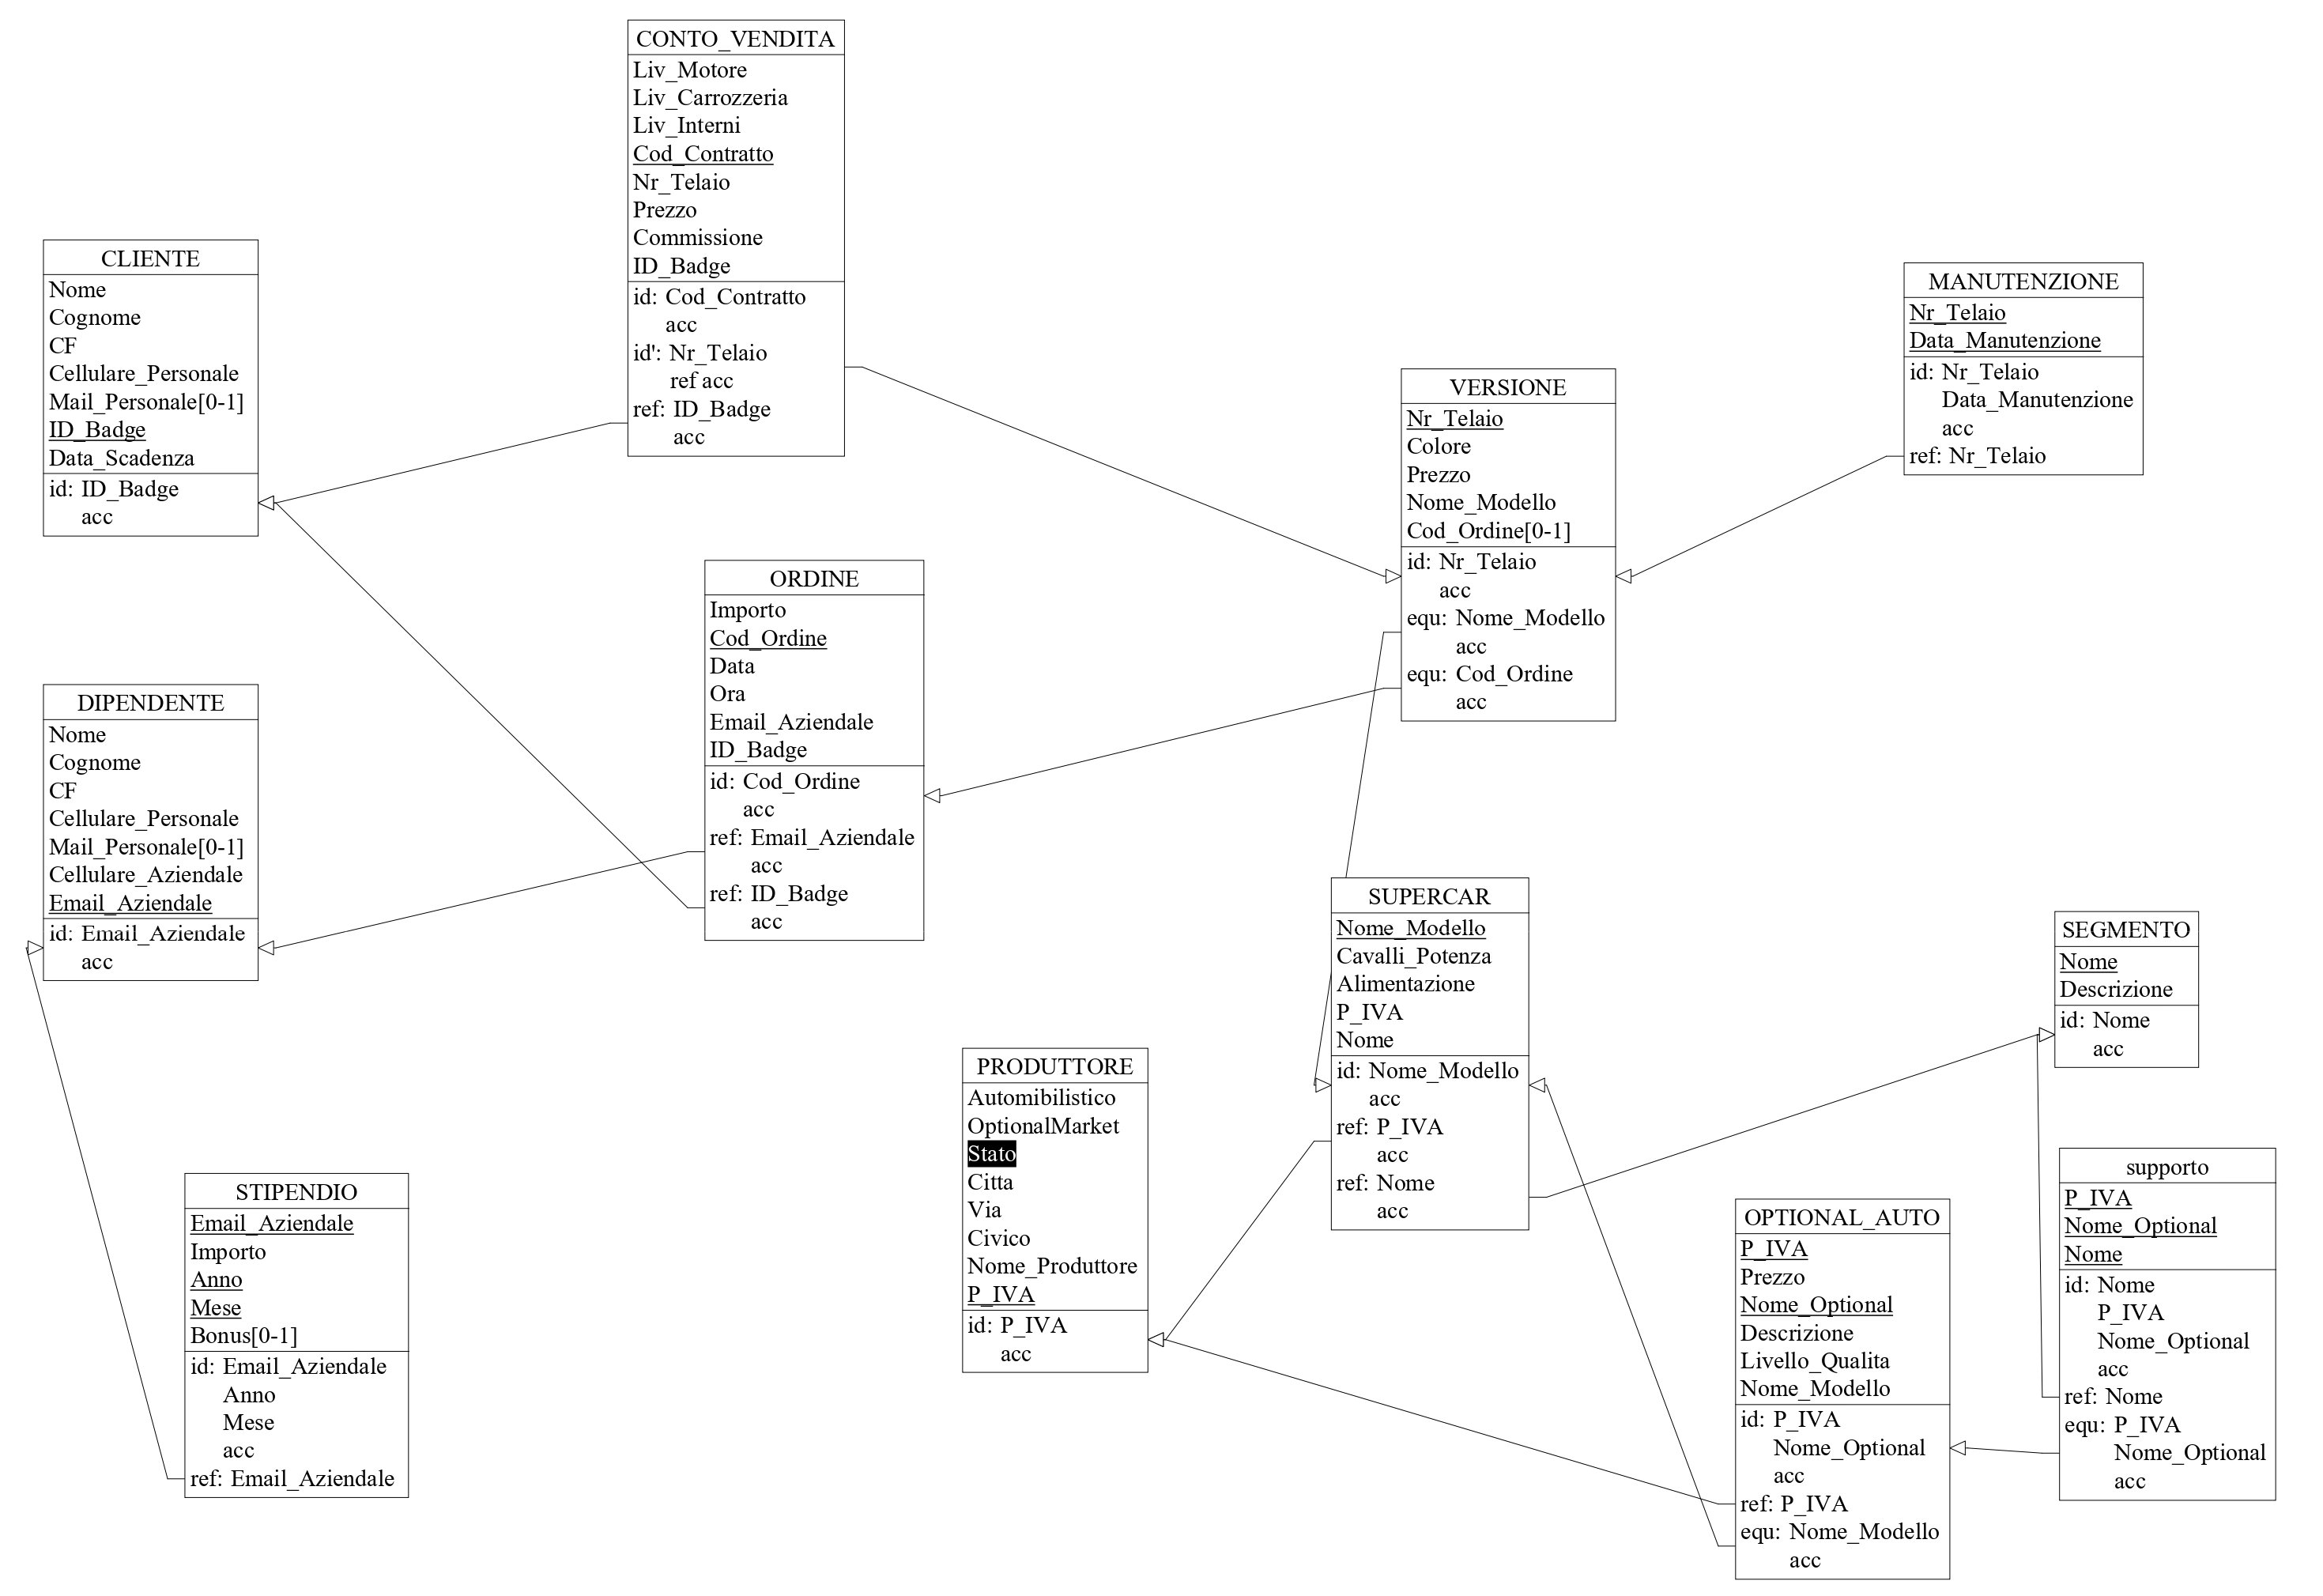 CONTO_VENDITA
Liv_Motore
Liv_Carrozzeria
Liv_Interni
Cod_Contratto
Nr_Telaio
Prezzo
Commissione
ID_Badge
id: Cod_Contratto
acc
id': Nr_Telaio
ref acc
ref: ID_Badge
acc
CLIENTE
Nome
Cognome
CF
Cellulare_Personale
Mail_Personale[0-1]
ID_Badge
Data_Scadenza
id: ID_Badge
acc
MANUTENZIONE
Nr_Telaio
Data_Manutenzione
id: Nr_Telaio
Data_Manutenzione
acc
ref: Nr_Telaio
VERSIONE
Nr_Telaio
Colore
Prezzo
Nome_Modello
Cod_Ordine[0-1]
id: Nr_Telaio
acc
equ: Nome_Modello
acc
equ: Cod_Ordine
acc
ORDINE
Importo
Cod_Ordine
Data
Ora
Email_Aziendale
ID_Badge
id: Cod_Ordine
acc
ref: Email_Aziendale
acc
ref: ID_Badge
acc
DIPENDENTE
Nome
Cognome
CF
Cellulare_Personale
Mail_Personale[0-1]
Cellulare_Aziendale
Email_Aziendale
id: Email_Aziendale
acc
SUPERCAR
Nome_Modello
Cavalli_Potenza
Alimentazione
P_IVA
Nome
id: Nome_Modello
acc
ref: P_IVA
acc
ref: Nome
acc
SEGMENTO
Nome
Descrizione
id: Nome
acc
PRODUTTORE
Automibilistico
OptionalMarket
Stato
Citta
Via
Civico
Nome_Produttore
P_IVA
id: P_IVA
acc
STIPENDIO
Email_Aziendale
Importo
Anno
Mese
Bonus[0-1]
id: Email_Aziendale
Anno
Mese
acc
ref: Email_Aziendale
OPTIONAL_AUTO
P_IVA
Prezzo
Nome_Optional
Descrizione
Livello_Qualita
Nome_Modello
id: P_IVA
Nome_Optional
acc
ref: P_IVA
equ: Nome_Modello
acc
supporto
P_IVA
Nome_Optional
Nome
id: Nome
P_IVA
Nome_Optional
acc
ref: Nome
equ: P_IVA
Nome_Optional
acc